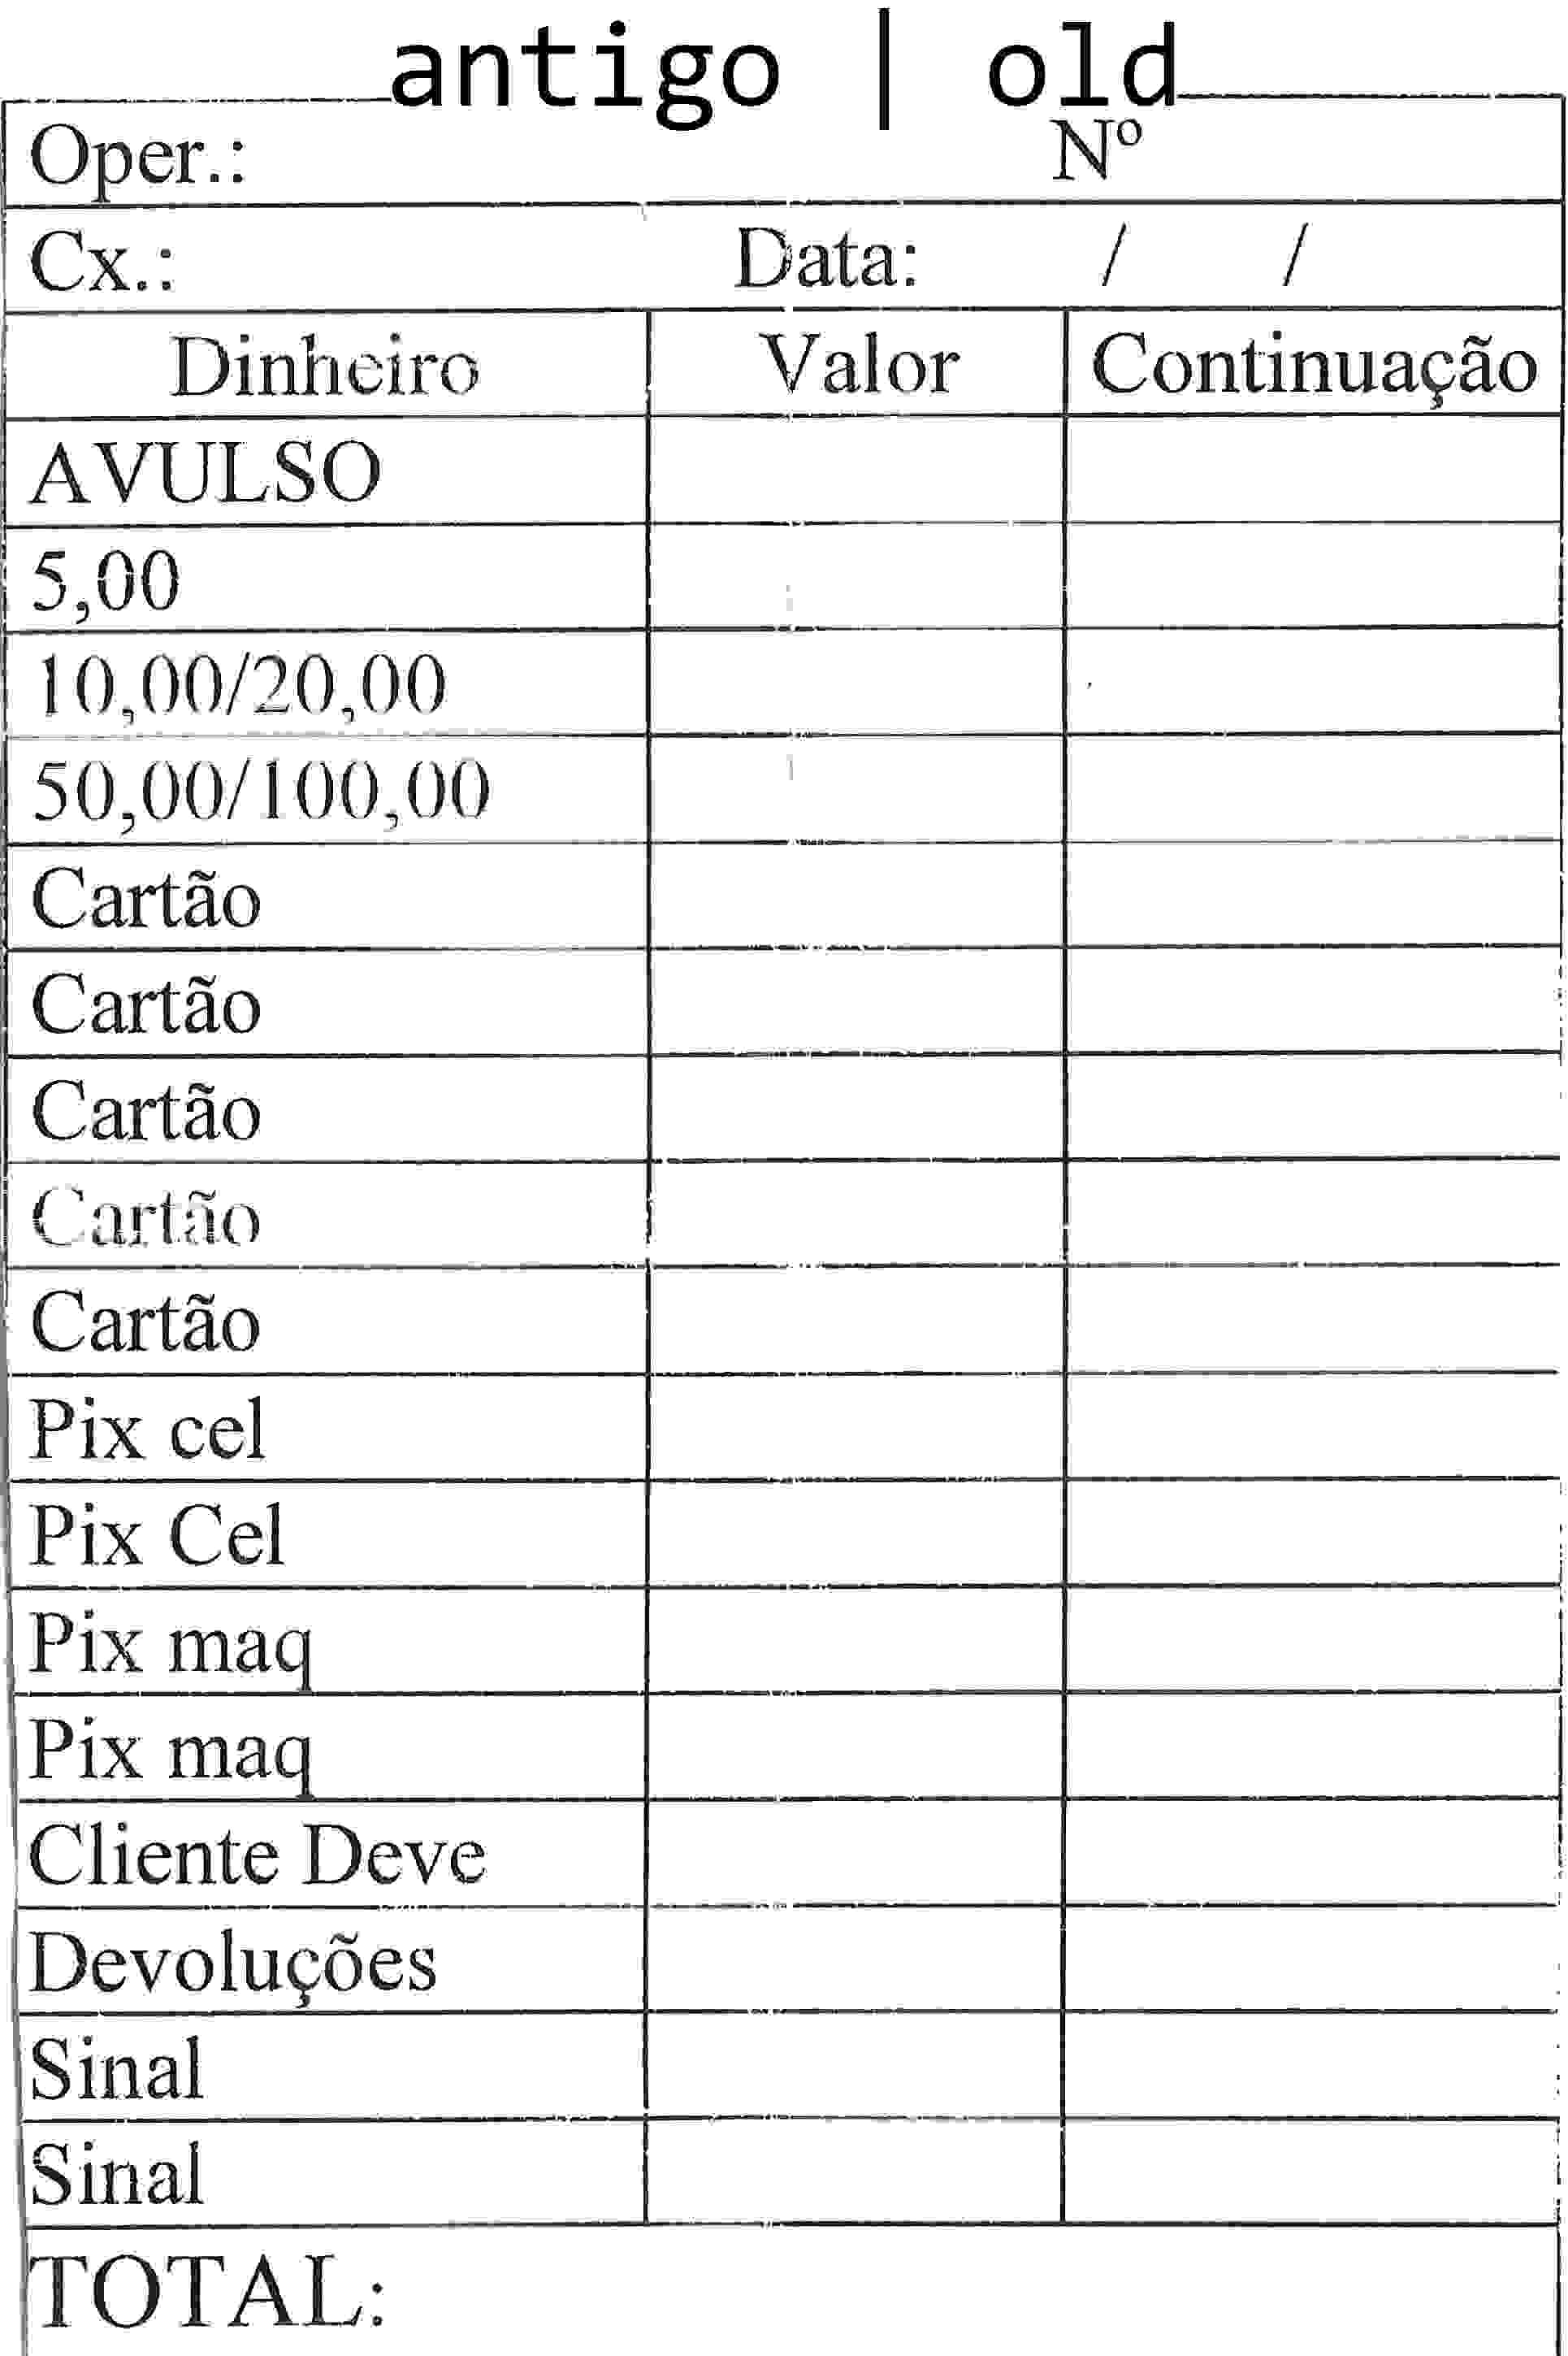 antigo | old
Oper.: Nº
Cx.: Data: / /
Dinheiro Valor Continuação
AVULSO
5,00
10,00/20,00
50,00/100,00
Cartão
Cartão
Cartão
Cartão
Cartão
Pix cel
Pix Cel
Pix maq
Pix maq
Cliente Deve
Devoluções
Sinal
Sinal
TOTAL: